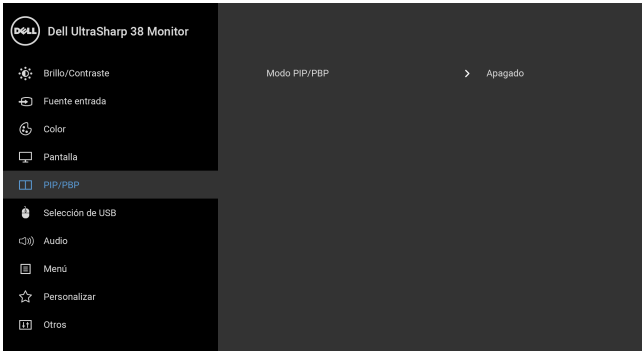 DELL Dell UltraSharp 38 Monitor
Brillo/Contraste Modo PIP/PBP Apagado
Fuente entrada
Color
Pantalla
PIP/PBP
Selección de USB
Audio
Menú
Personalizar
Otros